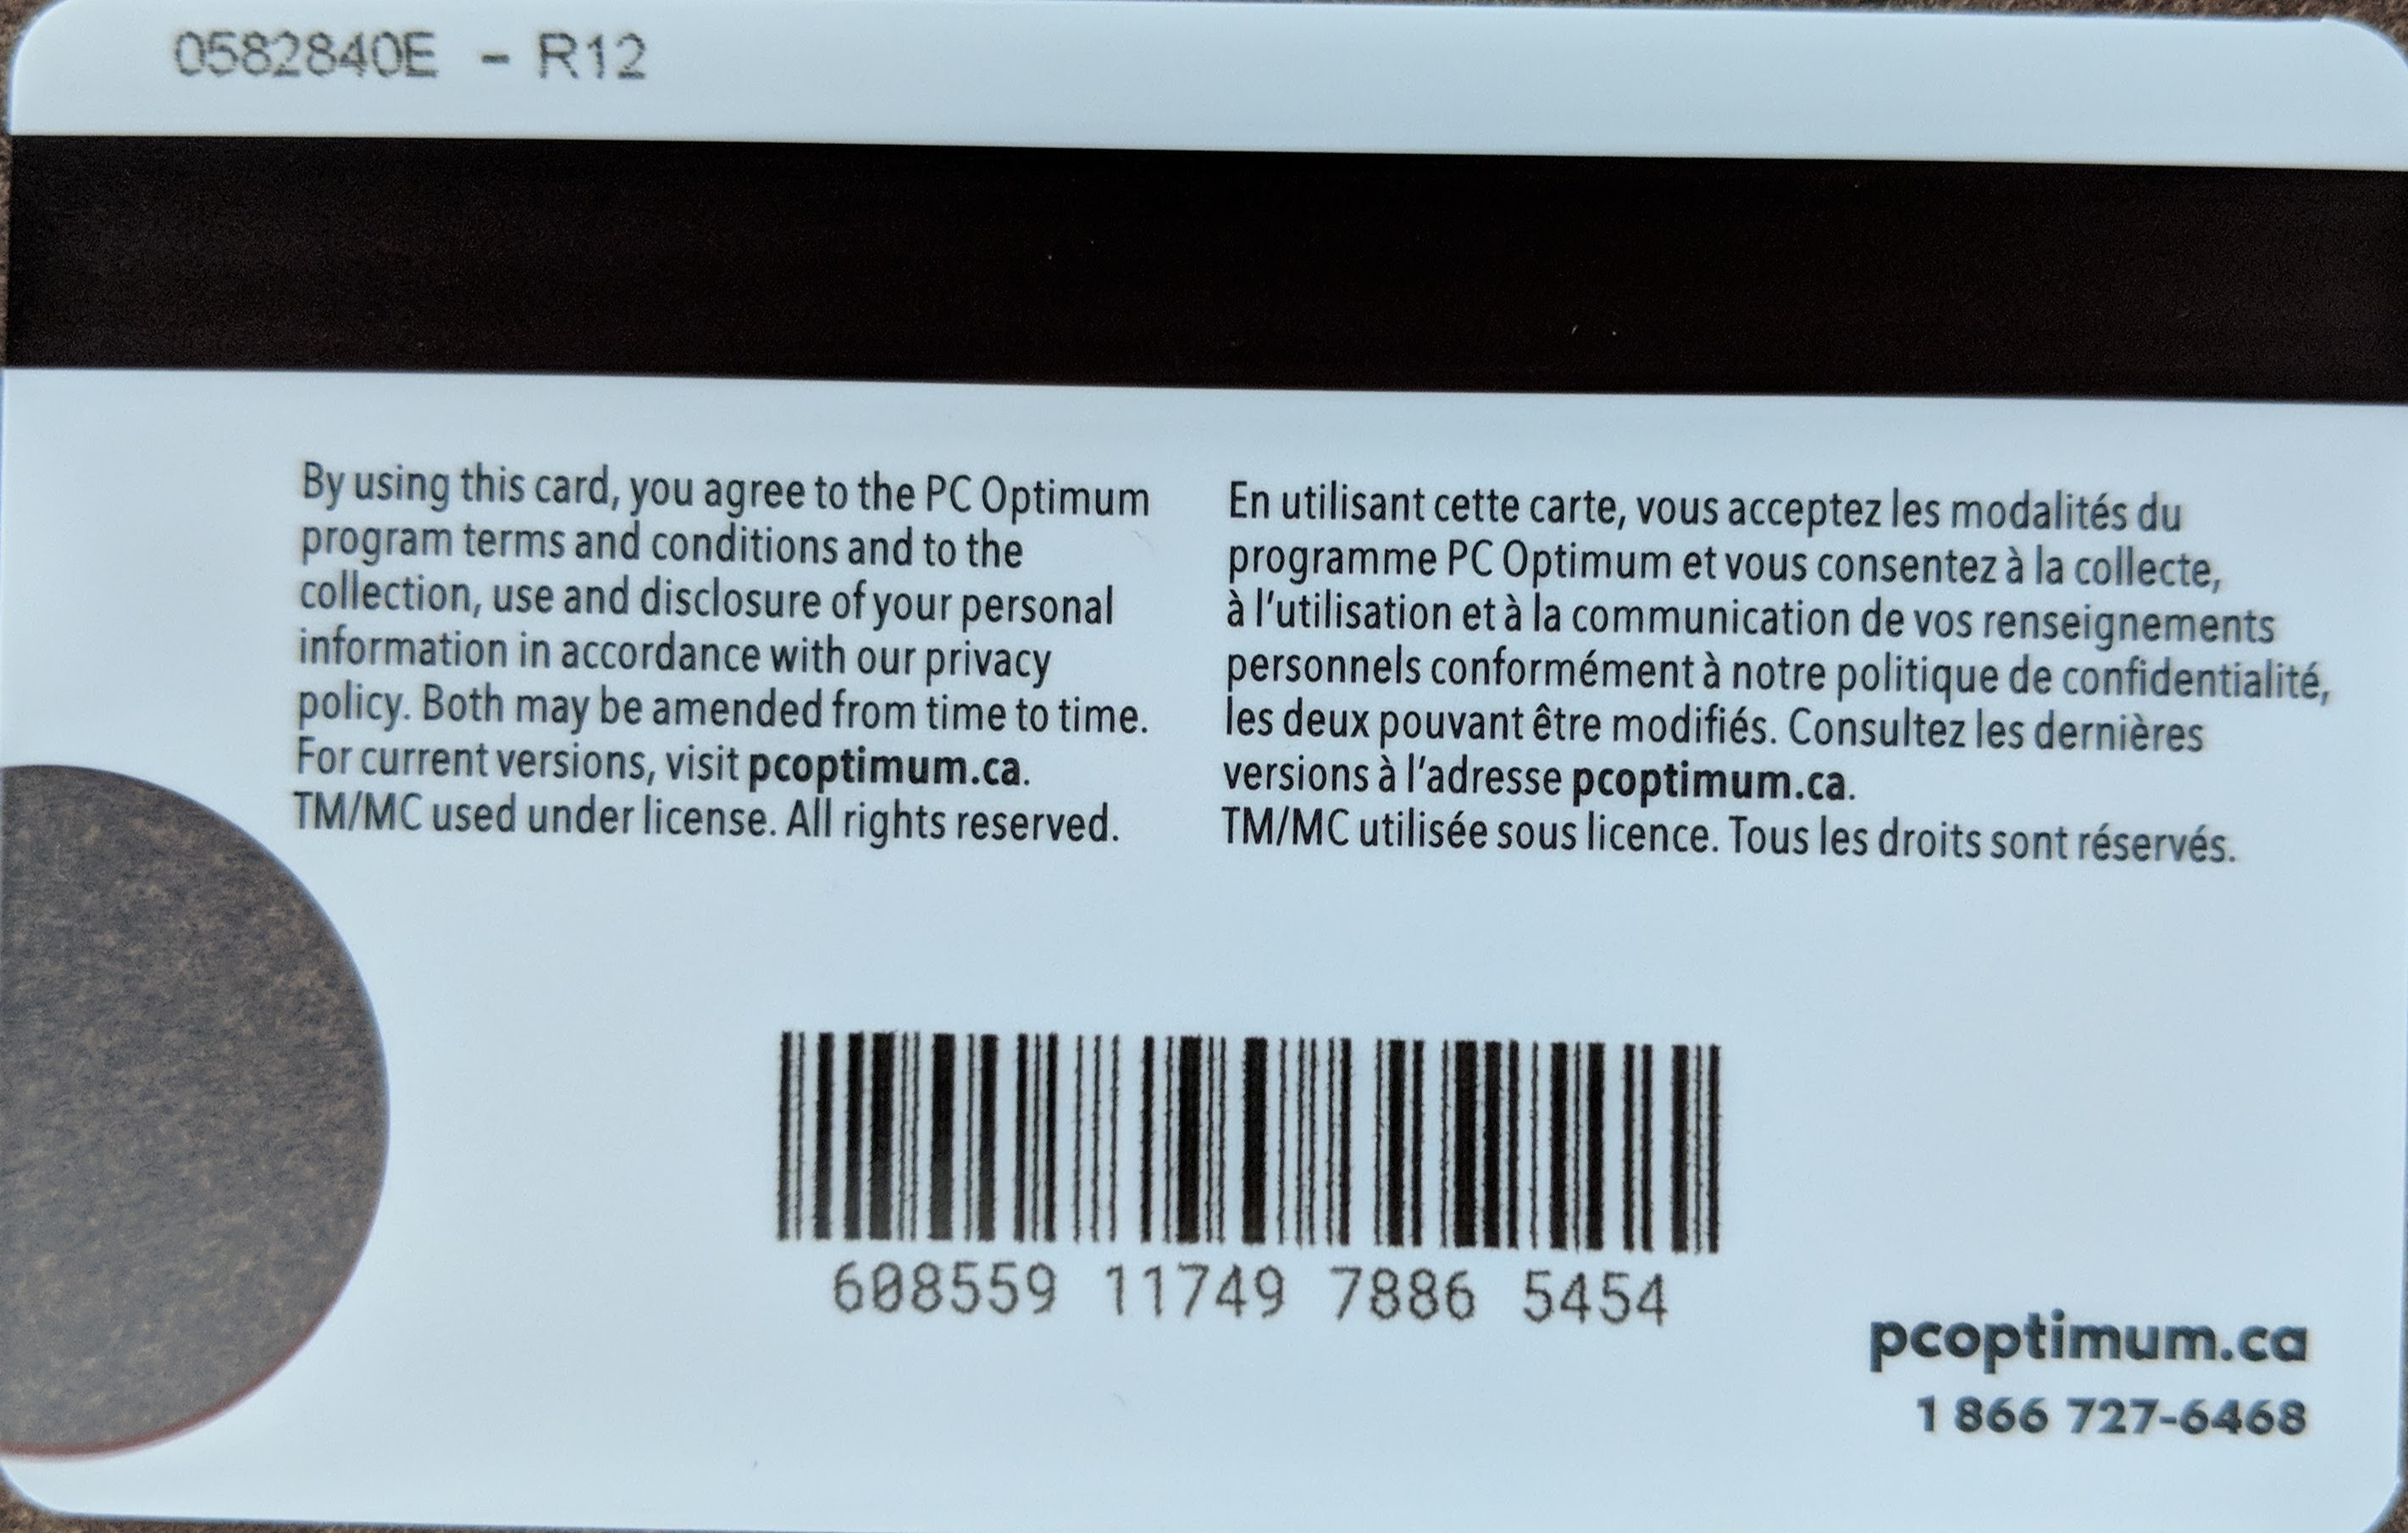 0582840E - R12
By using this card, you agree to the PC Optimum
program terms and conditions and to the
collection, use and disclosure of your personal
information in accordance with our privacy
policy. Both may be amended from time to time.
For current versions, visit pcoptimum.ca.
TM/MC used under license. All rights reserved.
En utilisant cette carte, vous acceptez les modalités du
programme PC Optimum et vous consentez à la collecte,
à l'utilisation et à la communication de vos renseignements
personnels conformément à notre politique de confidentialité,
les deux pouvant être modifiés. Consultez les dernières
versions à l'adresse pcoptimum.ca.
TM/MC utilisée sous licence. Tous les droits sont réservés.
608559 11749 7886 5454
pcoptimum.ca
1 866 727-6468